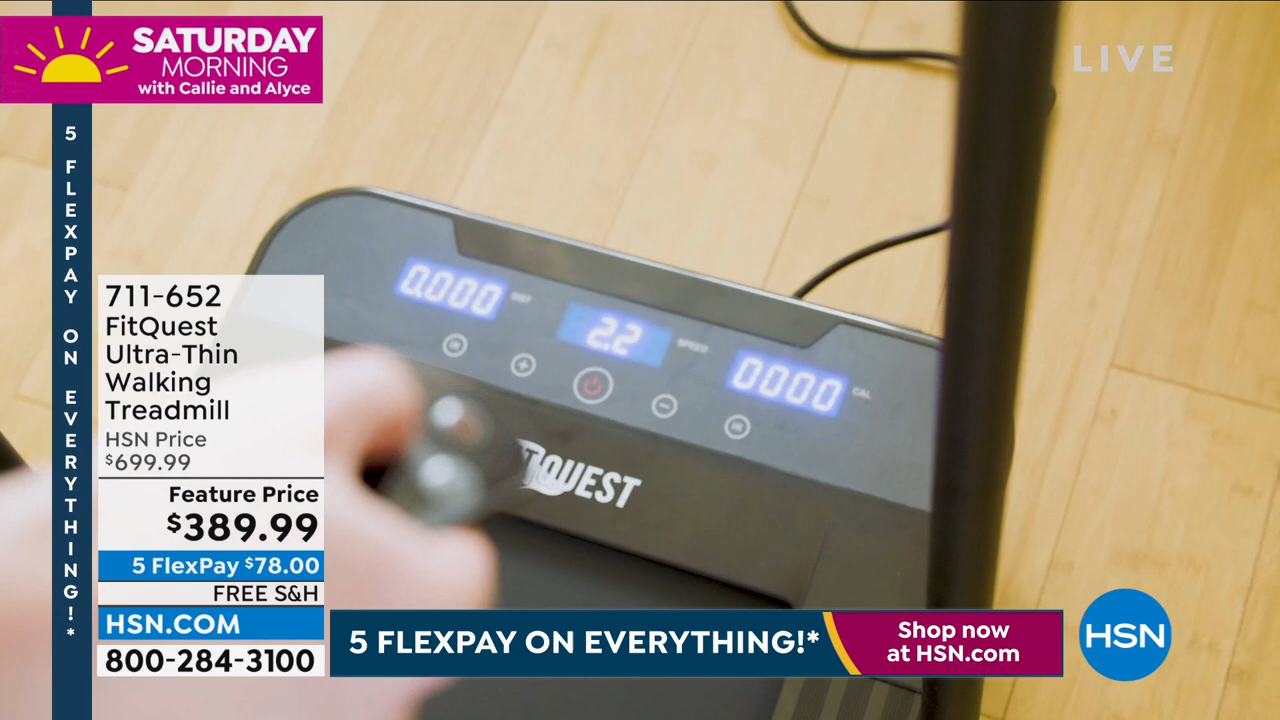 SATURDAY
MORNING
with Callie and Alyce
LIVE
5 FLEXPAY ON EVERYTHING!*
711-652
FitQuest
Ultra-Thin
Walking
Treadmill
HSN Price
$699.99
Feature Price
$389.99
5 FlexPay $78.00
FREE S&H
HSN.COM
800-284-3100
0.000
2.2 SPEED
0000 CAL
QUEST
5 FLEXPAY ON EVERYTHING!*
Shop now
at HSN.com
HSN